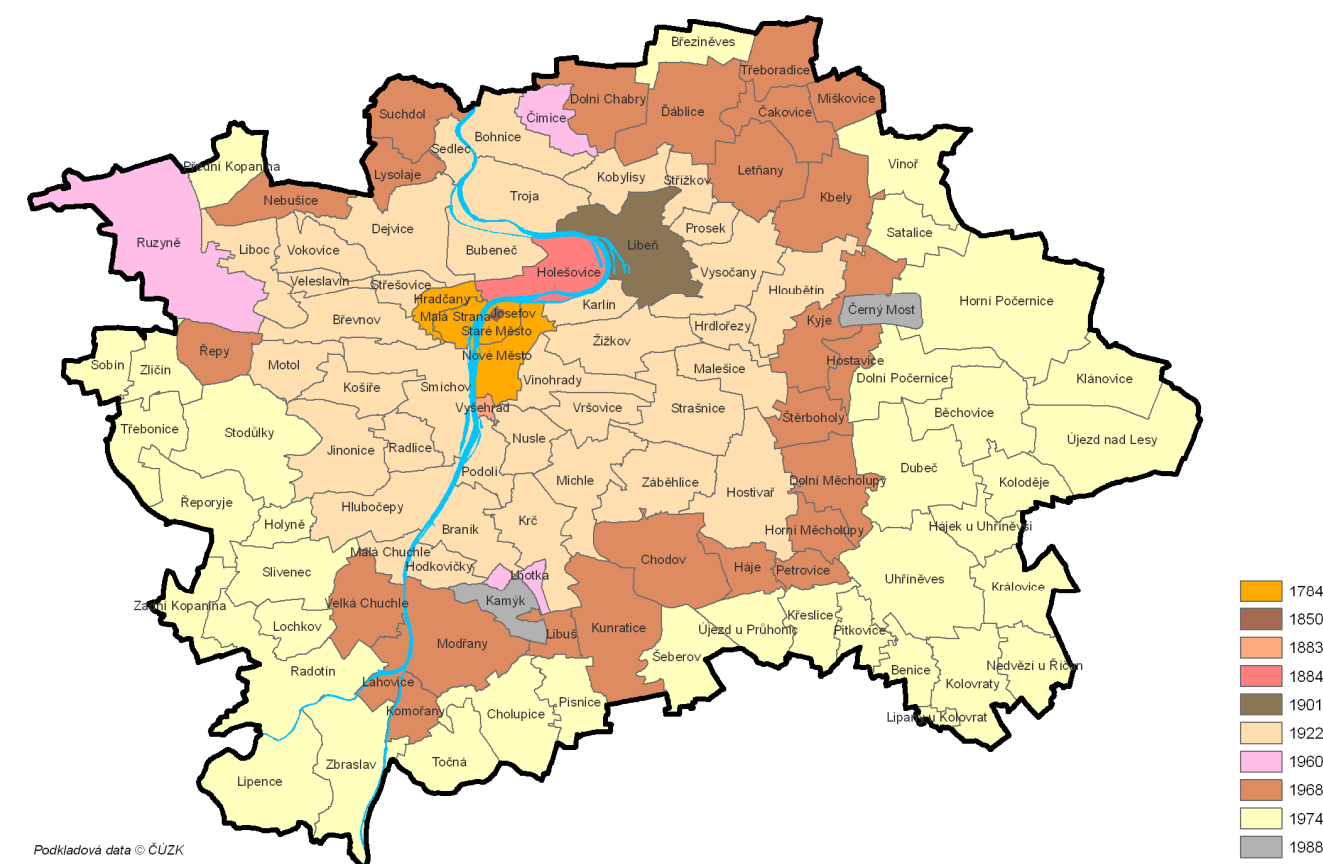 Březiněves
Třeboradice
Dolní Chabry
Miškovice
Suchdol
Čimice
Ďáblice
Čakovice
Bohnice
Sedlec
Vinoř
Přední Kopanina
Lysolaje
Kobylisy
Střížkov
Letňany
Nebušice
Troja
Kbely
Dejvice
Prosek
Satalice
Ruzyně
Liboc
Vokovice
Bubeneč
Libeň
Holešovice
Vysočany
Veleslavín
Střešovice
Hloubětín
Hradčany
Karlín
Horní Počernice
Malá Strana
Josefov
Černý Most
Břevnov
Staré Město
Hrdlořezy
Kyje
Žižkov
Řepy
Nové Město
Hostavice
Sobín
Zličín
Motol
Malešice
Košíře
Smíchov
Vinohrady
Dolní Počernice
Klánovice
Vyšehrad
Vršovice
Strašnice
Štěrboholy
Běchovice
Třebonice
Stodůlky
Nusle
Újezd nad Lesy
Jinonice
Radlice
Podolí
Dubeč
Michle
Záběhlice
Dolní Měcholupy
Koloděje
Řeporyje
Hostivař
Hlubočepy
Holyně
Braník
Krč
Horní Měcholupy
Hájek u Uhříněvsi
Malá Chuchle
Hodkovičky
Chodov
Háje
Petrovice
Slivenec
Lhotka
Uhříněves
Královice
Zadní Kopanina
Velká Chuchle
Kamýk
Křeslice
Lochkov
Libuš
Kunratice
Újezd u Průhonic
Pitkovice
Modřany
Šeberov
Radotín
Benice
Nedvězí u Říčan
Lahovice
Kolovraty
Komořany
Cholupice
Písnice
Lipany u Kolovrat
Točná
Zbraslav
Lipence
1784
1850
1883
1884
1901
1922
1960
1968
1974
1988
Podkladová data © ČÚZK